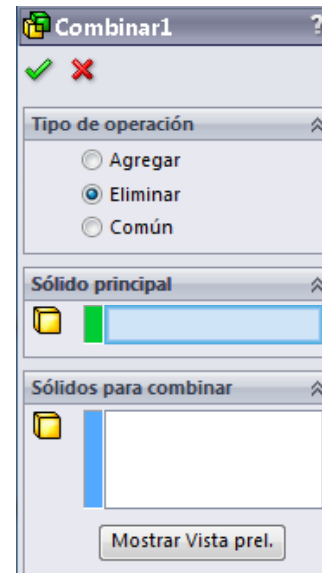 Combinar1 ?
Tipo de operación
Agregar
Eliminar
Común
Sólido principal
Sólidos para combinar
Mostrar Vista prel.